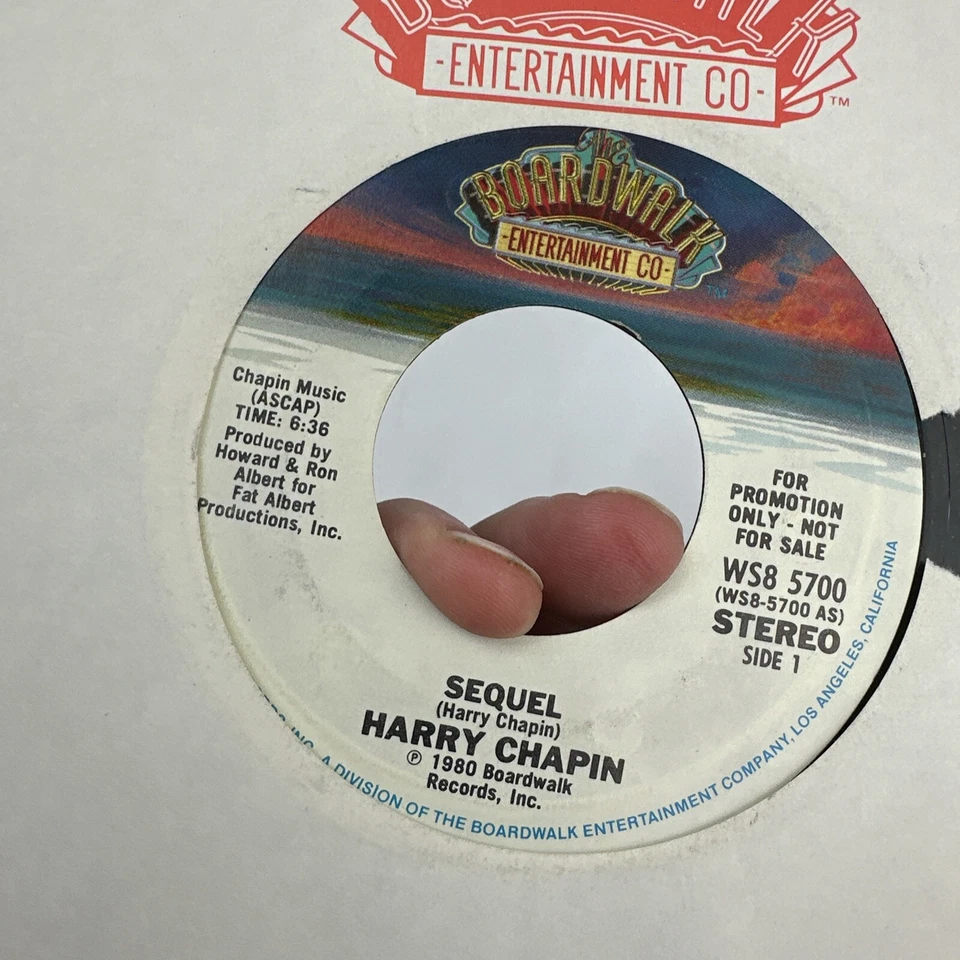 -ENTERTAINMENT CO-
TM
The
BOARDWALK
-ENTERTAINMENT CO-
Chapin Music
(ASCAP)
TIME: 6:36
Produced by
Howard & Ron
Albert for
Fat Albert
Productions, Inc.
FOR
PROMOTION
ONLY - NOT
FOR SALE
WS8 5700
(WS8-5700 AS)
STEREO
SIDE 1
SEQUEL
(Harry Chapin)
HARRY CHAPIN
℗ 1980 Boardwalk
Records, Inc.
INC. A DIVISION OF THE BOARDWALK ENTERTAINMENT COMPANY, LOS ANGELES, CALIFORNIA